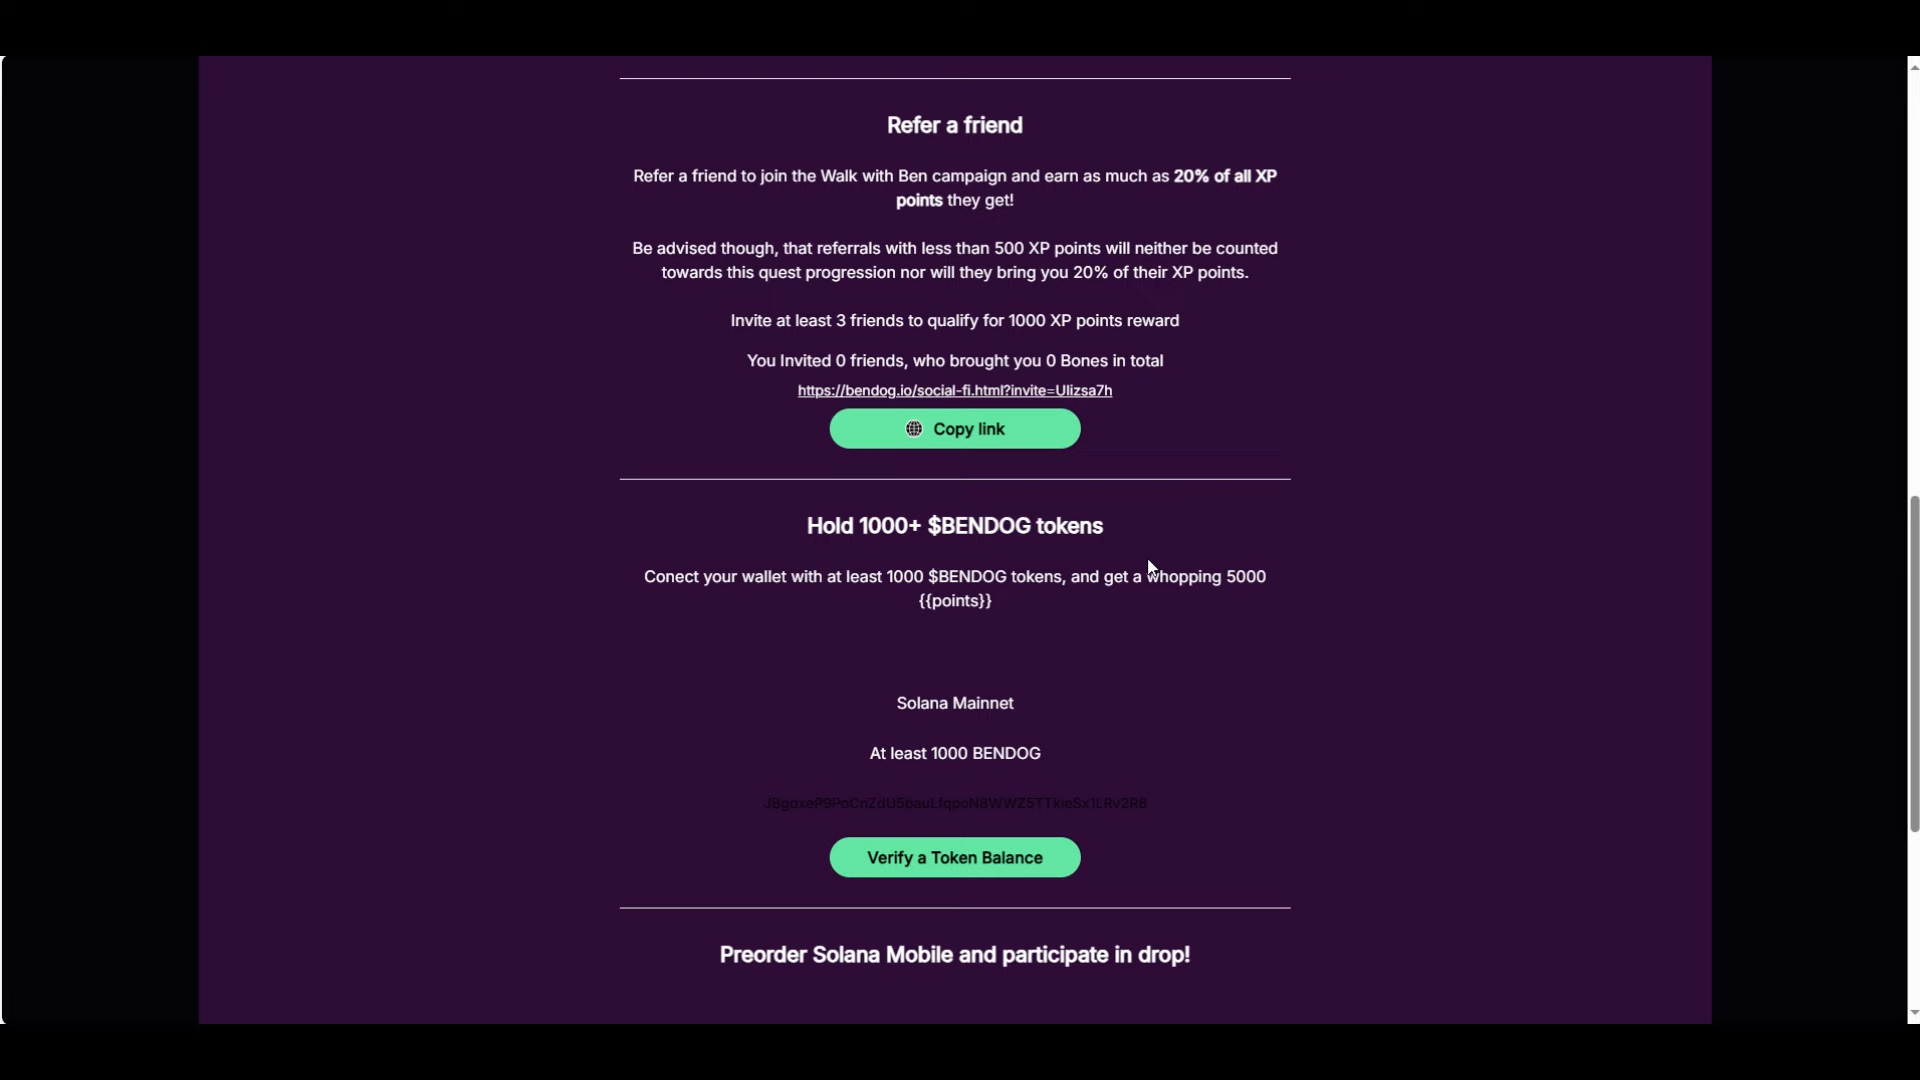 Refer a friend
Refer a friend to join the Walk with Ben campaign and earn as much as 20% of all XP
points they get!
Be advised though, that referrals with less than 500 XP points will neither be counted
towards this quest progression nor will they bring you 20% of their XP points.
Invite at least 3 friends to qualify for 1000 XP points reward
You Invited 0 friends, who brought you 0 Bones in total
https://bendog.io/social-fi.html?invite=UIizsa7h
Copy link
Hold 1000+ $BENDOG tokens
Conect your wallet with at least 1000 $BENDOG tokens, and get a whopping 5000
{{points}}
Solana Mainnet
At least 1000 BENDOG
Verify a Token Balance
Preorder Solana Mobile and participate in drop!